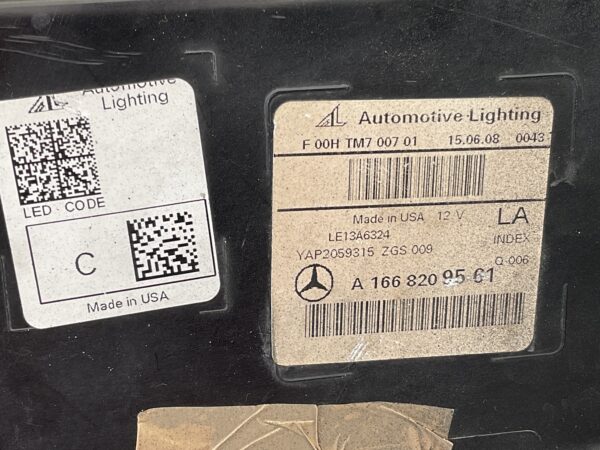 Automotive
Lighting
LED CODE
C
Made in USA
AL Automotive Lighting
F 00H TM7 007 01 15.06.08 0043
Made in USA 12 V LA
LE13A6324 INDEX
YAP2059315 ZGS 009
Q 006
A 166 820 95 61